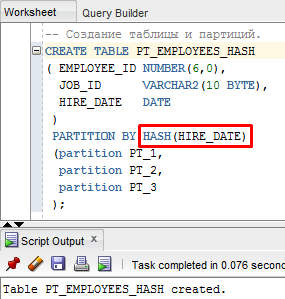 Worksheet Query Builder
-- Создание таблицы и партиций.
CREATE TABLE PT_EMPLOYEES_HASH
( EMPLOYEE_ID NUMBER(6,0),
JOB_ID VARCHAR2(10 BYTE),
HIRE_DATE DATE
)
PARTITION BY HASH(HIRE_DATE)
(partition PT_1,
partition PT_2,
partition PT_3
);
Script Output x
Task completed in 0.076 second
Table PT_EMPLOYEES_HASH created.